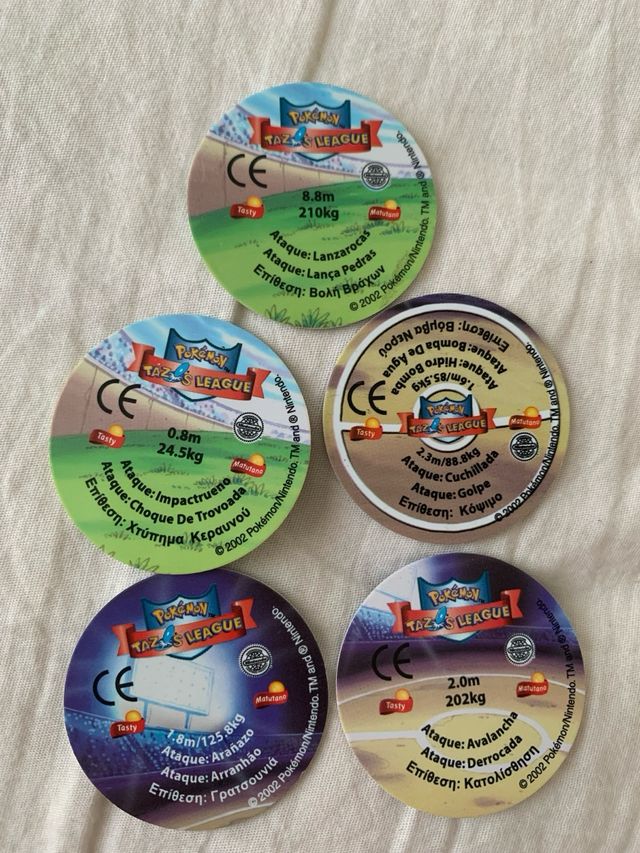 POKéMON
TAZOS LEAGUE
CE
Tasty
Matutano
8.8m
210kg
Ataque: Lanzarocas
Ataque: Lança Pedras
Επίθεση: Βολή Βράχων
© 2002 Pokémon/Nintendo. TM and ® Nintendo.
POKéMON
TAZOS LEAGUE
CE
Tasty
Matutano
0.8m
24.5kg
Ataque: Impactrueno
Ataque: Choque De Trovoada
Επίθεση: Χτύπημα Κεραυνού
© 2002 Pokémon/Nintendo. TM and ® Nintendo.
Επίθεση: Βόμβα Νερού
Ataque: Bomba De Água
Ataque: Hidro Bomba
1.6m/85.5kg
CE
POKéMON
TAZOS LEAGUE
Tasty
Matutano
2.3m/88.9kg
Ataque: Cuchillada
Ataque: Golpe
Επίθεση: Κόψιμο
© 2002 Pokémon/Nintendo. TM and ® Nintendo.
POKéMON
TAZOS LEAGUE
CE
Tasty
Matutano
1.8m/125.8kg
Ataque: Arañazo
Ataque: Arranhão
Επίθεση: Γρατσουνιά
© 2002 Pokémon/Nintendo. TM and ® Nintendo.
POKéMON
TAZOS LEAGUE
CE
Tasty
Matutano
2.0m
202kg
Ataque: Avalancha
Ataque: Derrocada
Επίθεση: Κατολίσθηση
© 2002 Pokémon/Nintendo. TM and ® Nintendo.